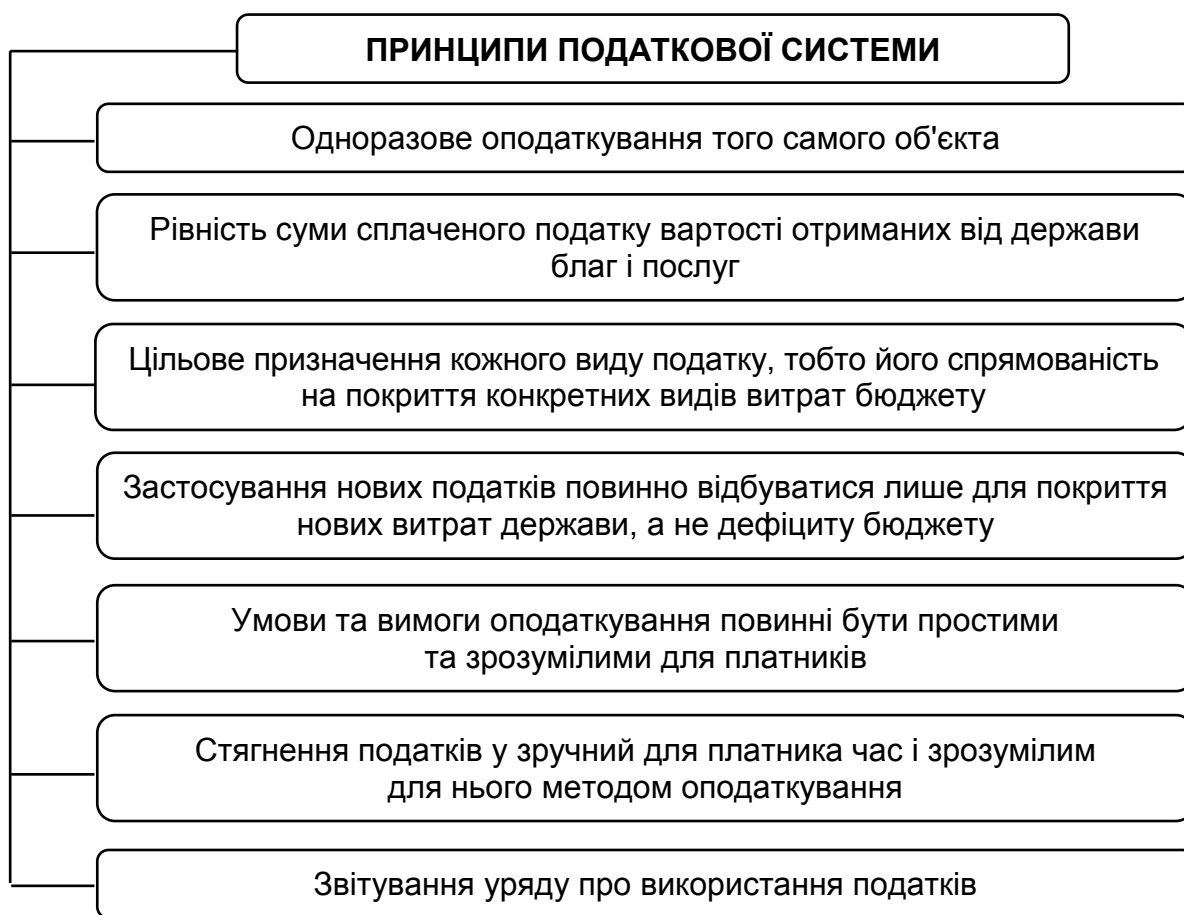 ПРИНЦИПИ ПОДАТКОВОЇ СИСТЕМИ
Одноразове оподаткування того самого об'єкта
Рівність суми сплаченого податку вартості отриманих від держави
благ і послуг
Цільове призначення кожного виду податку, тобто його спрямованість
на покриття конкретних видів витрат бюджету
Застосування нових податків повинно відбуватися лише для покриття
нових витрат держави, а не дефіциту бюджету
Умови та вимоги оподаткування повинні бути простими
та зрозумілими для платників
Стягнення податків у зручний для платника час і зрозумілим
для нього методом оподаткування
Звітування уряду про використання податків